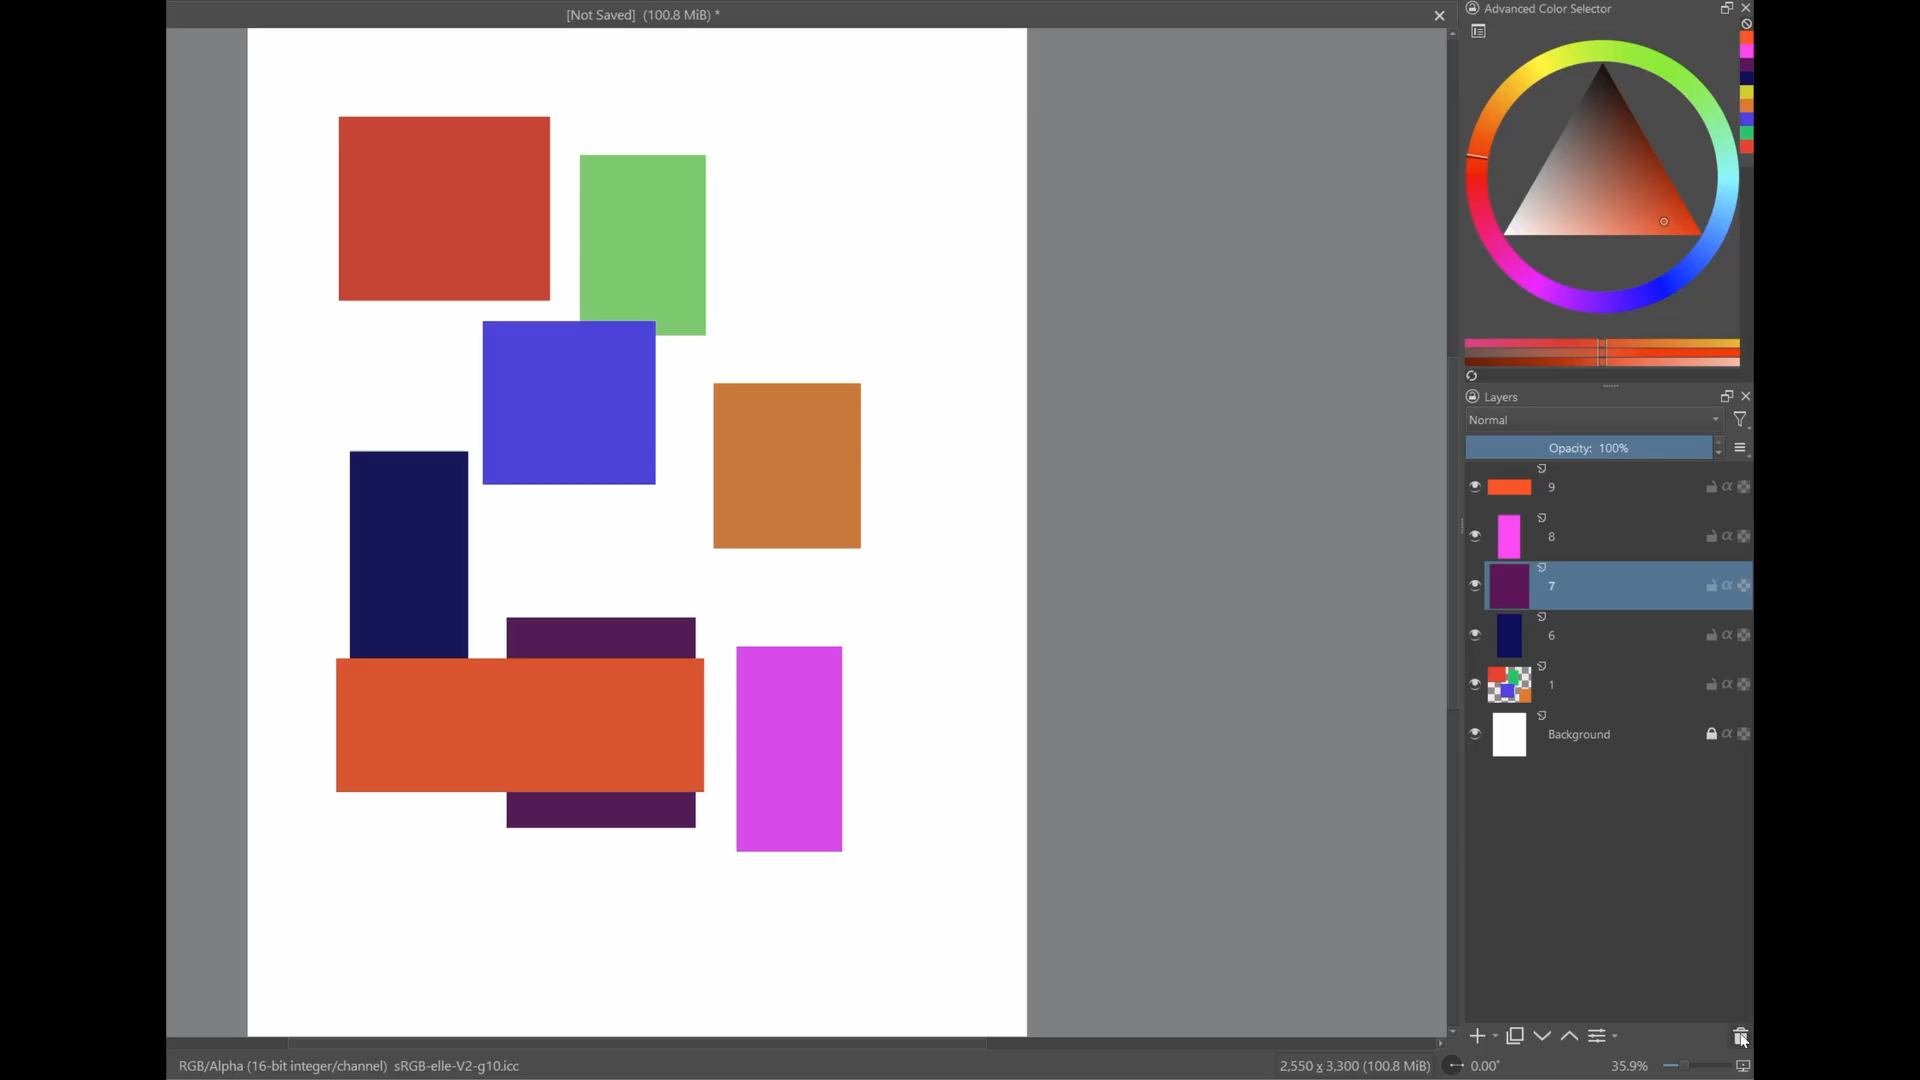 [Not Saved] (100.8 MiB) *
Advanced Color Selector
Layers
Normal
Opacity: 100%
9
8
7
6
1
Background
RGB/Alpha (16-bit integer/channel) sRGB-elle-V2-g10.icc
2,550 x 3,300 (100.8 MiB)
0.00°
35.9%